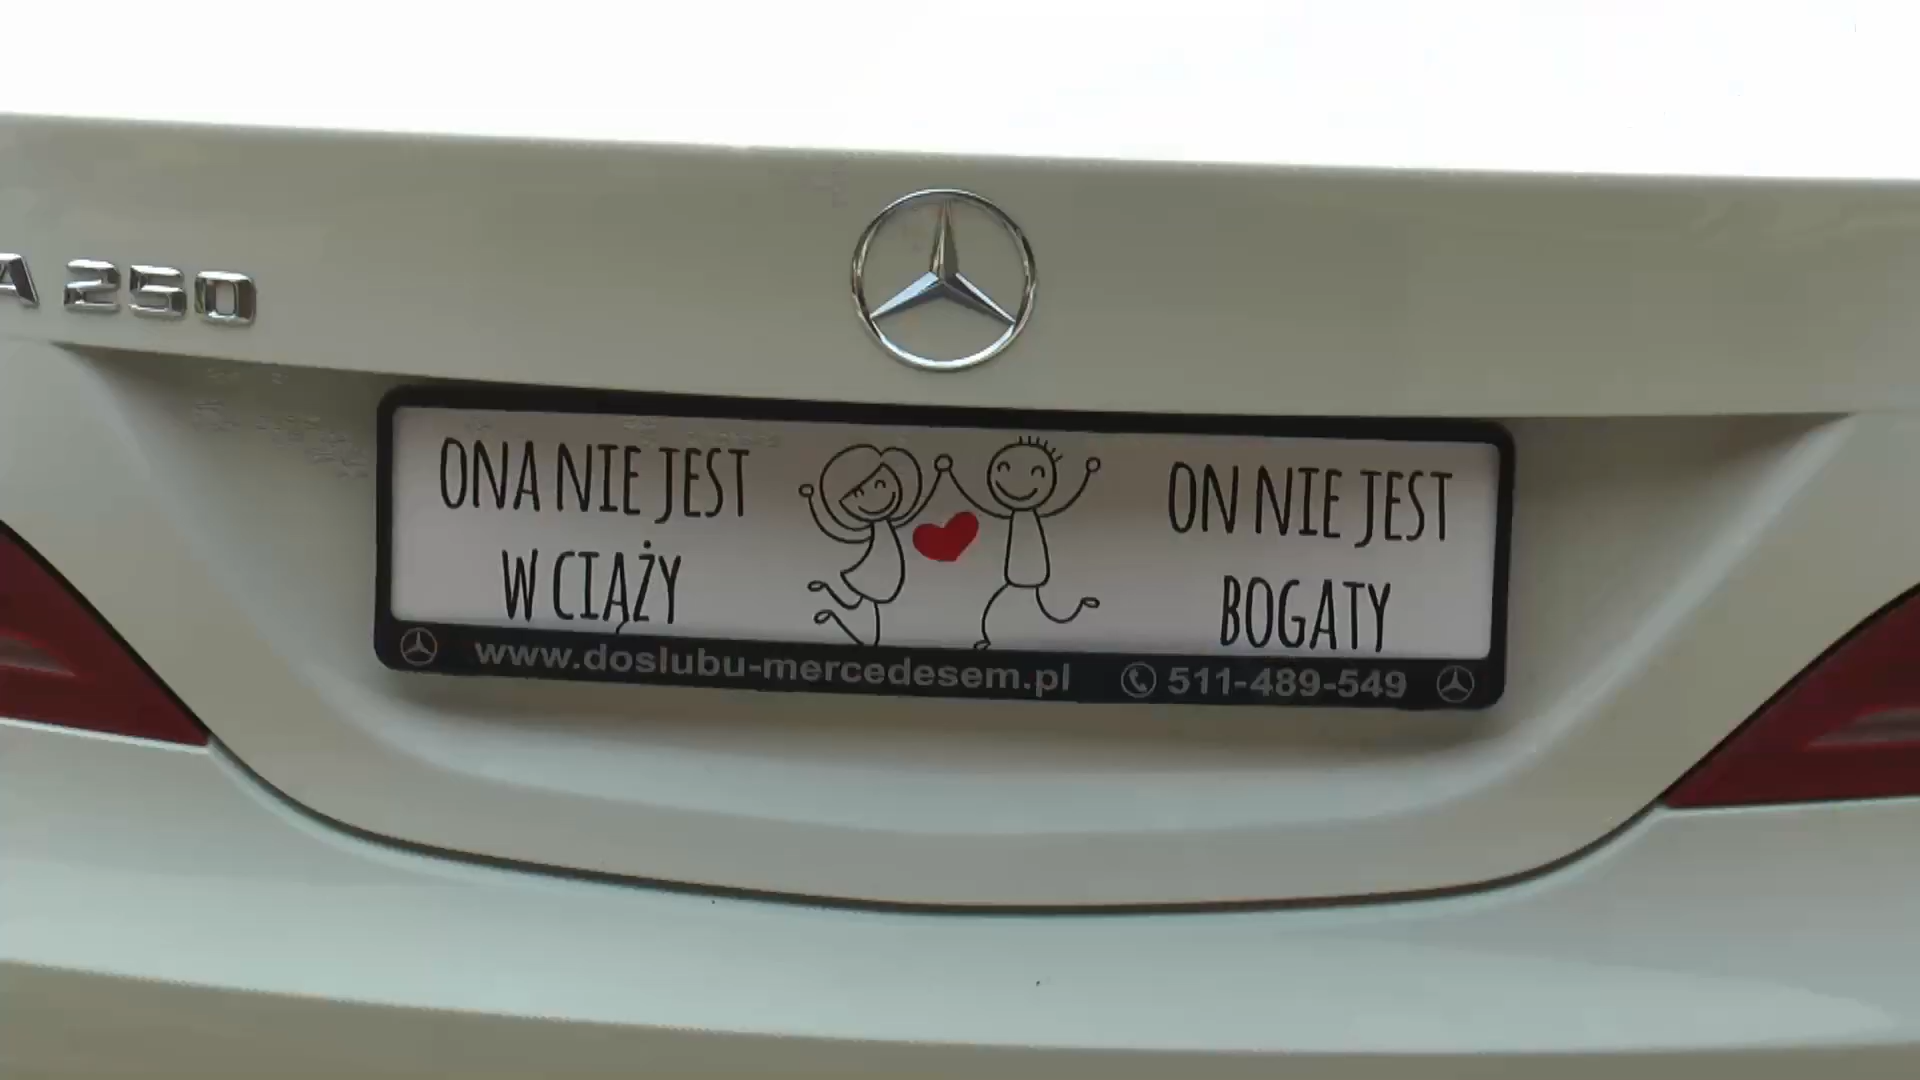 A 250
ONA NIE JEST
W CIĄŻY
ON NIE JEST
BOGATY
www.doslubu-mercedesem.pl
511-489-549